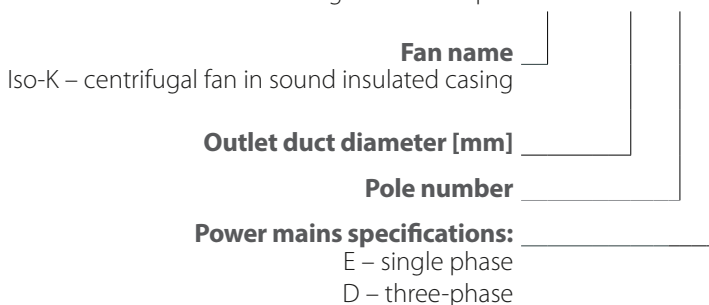 Fan name
Iso-K – centrifugal fan in sound insulated casing
Outlet duct diameter [mm]
Pole number
Power mains specifications:
E – single phase
D – three-phase